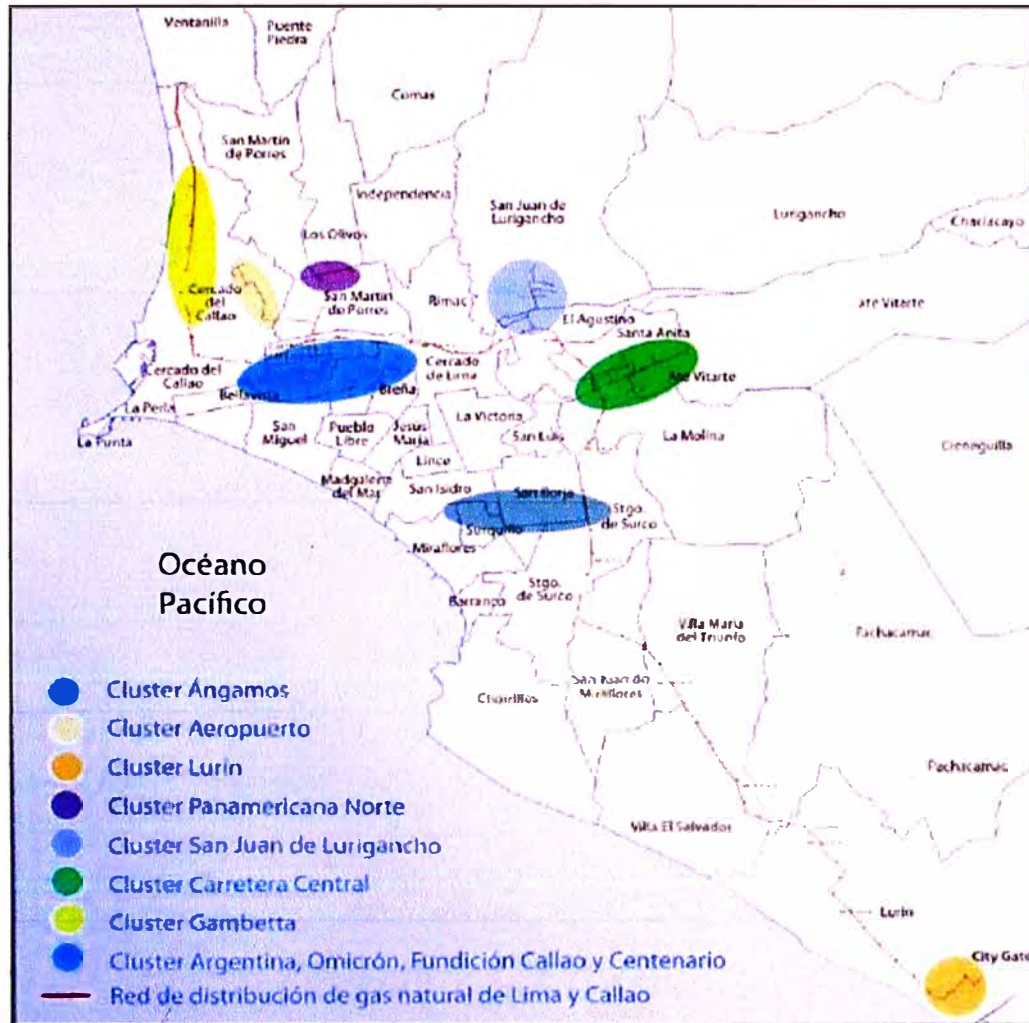 Ventanilla
Puente
Piedra
Comas
San Martin
de Porres
Independencia
San Juan de
Lurigancho
Lurigancho
Chaclacayo
Los Olivos
Cercado
del
Callao
San Martin
de Porres
Rimac
El Agustino
Ate Vitarte
Santa Anita
Cercado del
Callao
Cercado
de Lima
Ate Vitarte
Bellavista
Breña
La Perla
La Punta
San
Miguel
Pueblo
Libre
Jesús
María
La Victoria
San Luis
La Molina
Cieneguilla
Lince
Madgalena
del Mar
San Isidro
San Borja
Stgo.
de Surco
Surquillo
Miraflores
Océano
Pacífico
Barranco
Stgo.
de Surco
Villa Maria
del Triunfo
Pachacamac
Chorrillos
San Juan de
Miraflores
Pachacamac
Villa El Salvador
Lurin
City Gate
Cluster Ángamos
Cluster Aeropuerto
Cluster Lurin
Cluster Panamericana Norte
Cluster San Juan de Lurigancho
Cluster Carretera Central
Cluster Gambetta
Cluster Argentina, Omicrón, Fundición Callao y Centenario
Red de distribución de gas natural de Lima y Callao